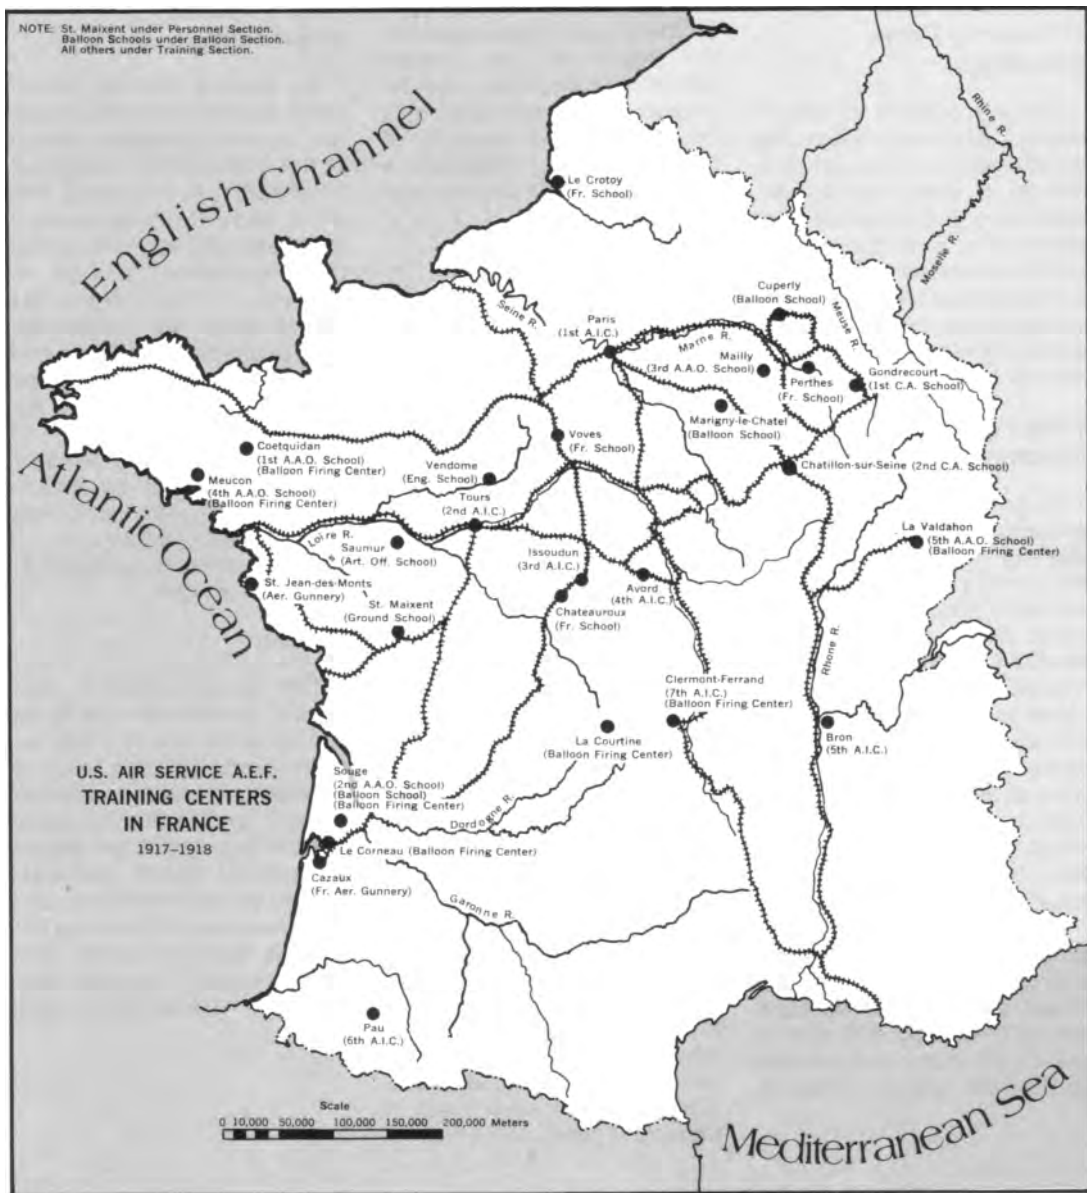 NOTE: St. Maixent under Personnel Section.
Balloon Schools under Balloon Section.
All others under Training Section.
English Channel
Rhine R.
Le Crotoy
(Fr. School)
Moselle R.
Cuperly
(Balloon School)
Meuse R.
Seine R.
Paris
(1st A.I.C.)
Marne R.
Mailly
(3rd A.A.O. School)
Perthes
(Fr. School)
Gondrecourt
(1st C.A. School)
Marigny-le-Chatel
(Balloon School)
Voves
(Fr. School)
Coetquidan
(1st A.A.O. School)
(Balloon Firing Center)
Meucon
(4th A.A.O. School)
(Balloon Firing Center)
Vendome
(Eng. School)
Chatillon-sur-Seine (2nd C.A. School)
Tours
(2nd A.I.C.)
Atlantic Ocean
Loire R.
Saumur
(Art. Off. School)
La Valdahon
(5th A.A.O. School)
(Balloon Firing Center)
Issoudun
(3rd A.I.C.)
St. Jean-des-Monts
(Aer. Gunnery)
Avord
(4th A.I.C.)
St. Maixent
(Ground School)
Chateauroux
(Fr. School)
Rhone R.
Clermont-Ferrand
(7th A.I.C.)
(Balloon Firing Center)
La Courtine
(Balloon Firing Center)
Bron
(5th A.I.C.)
U.S. AIR SERVICE A.E.F.
TRAINING CENTERS
IN FRANCE
1917–1918
Souge
(2nd A.A.O. School)
(Balloon School)
(Balloon Firing Center)
Dordogne R.
Le Corneau (Balloon Firing Center)
Cazaux
(Fr. Aer. Gunnery)
Garonne R.
Pau
(6th A.I.C.)
Scale
0 10,000 50,000 100,000 150,000 200,000 Meters
Mediterranean Sea